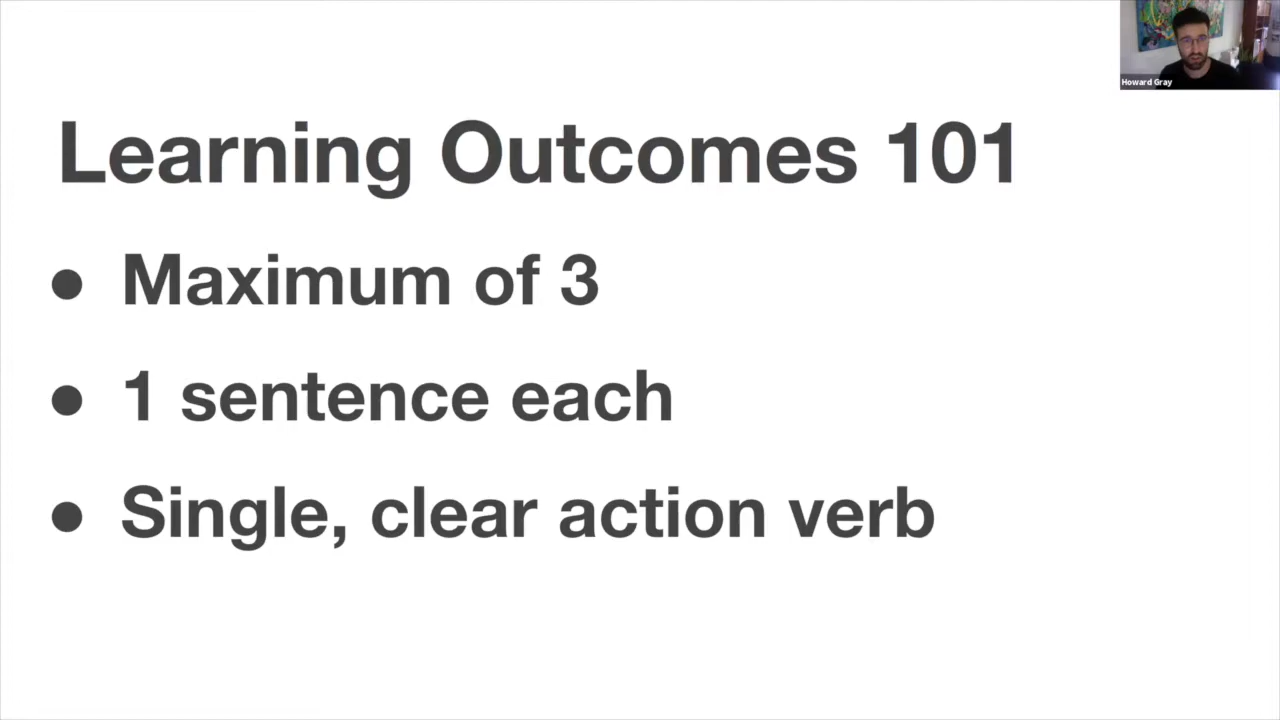 Howard Gray
Learning Outcomes 101
● Maximum of 3
● 1 sentence each
● Single, clear action verb